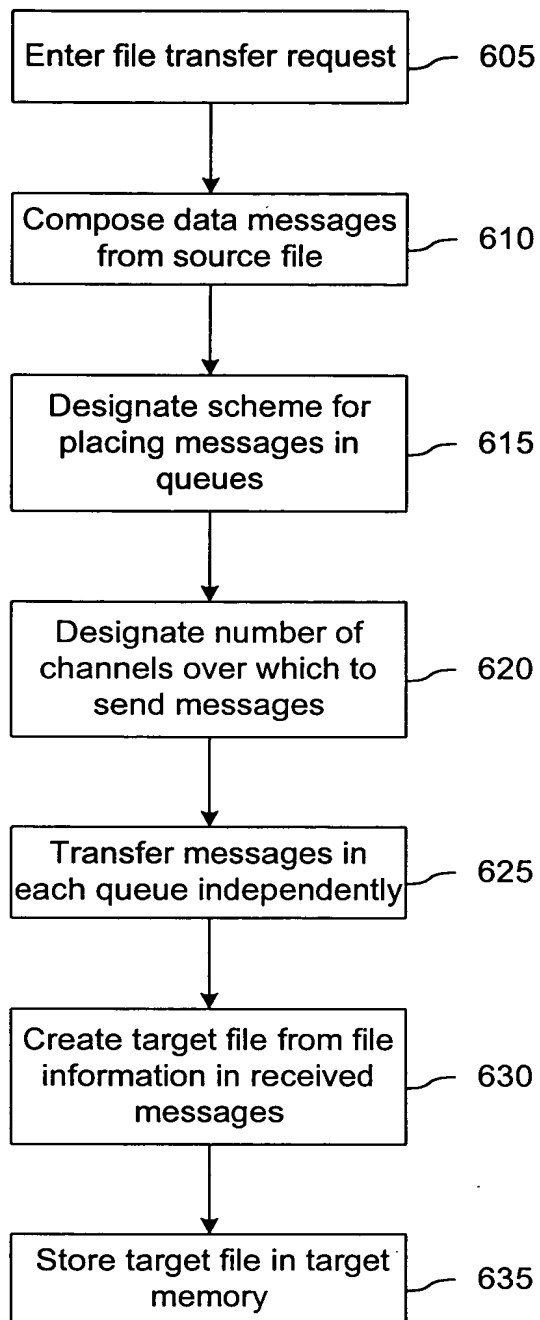 Enter file transfer request
605
Compose data messages
from source file
610
Designate scheme for
placing messages in
queues
615
Designate number of
channels over which to
send messages
620
Transfer messages in
each queue independently
625
Create target file from file
information in received
messages
630
Store target file in target
memory
635